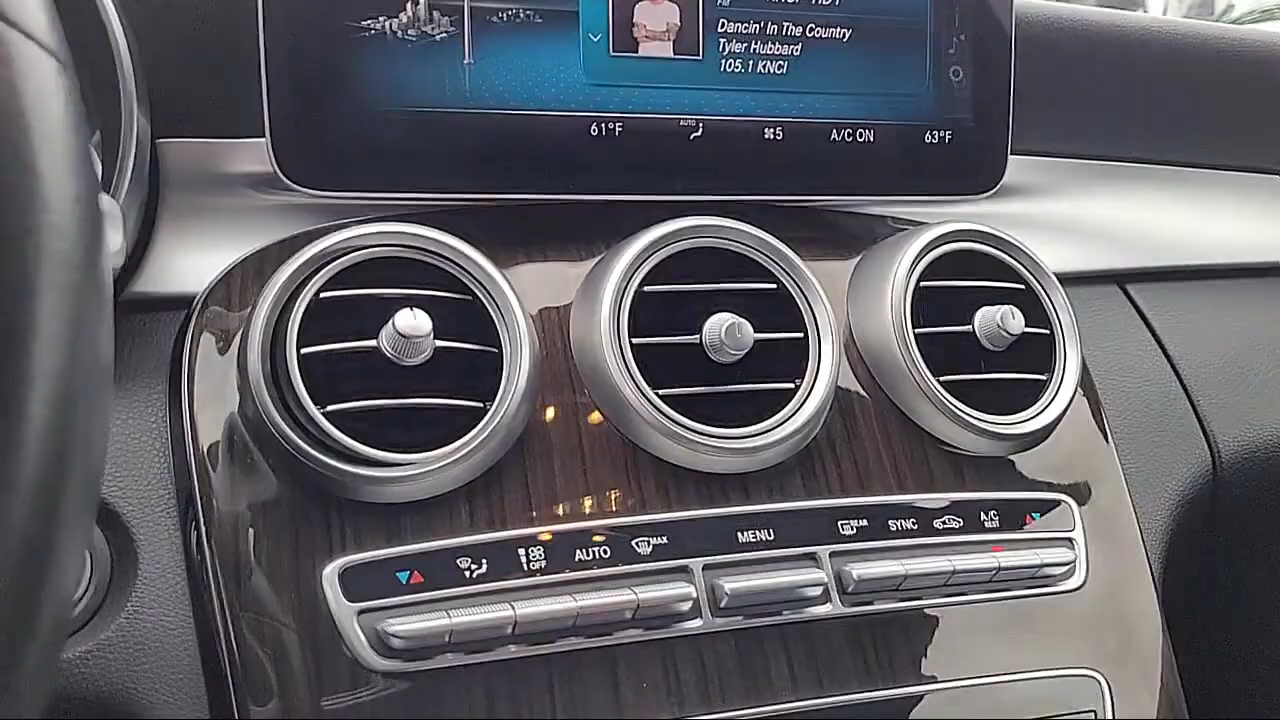 FM
Dancin' In The Country
Tyler Hubbard
105.1 KNCI
61°F
AUTO
5
A/C ON
63°F
OFF
AUTO
MAX
MENU
REAR
SYNC
A/C
REST